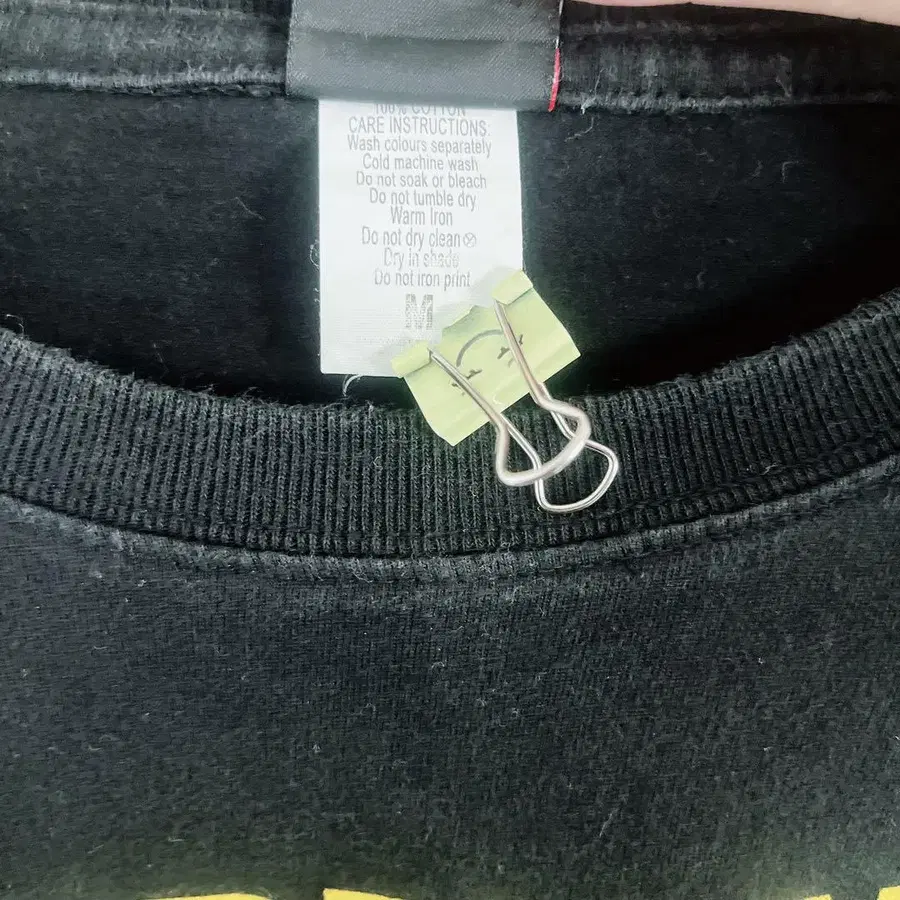 100% COTTON
CARE INSTRUCTIONS:
Wash colours separately
Cold machine wash
Do not soak or bleach
Do not tumble dry
Warm Iron
Do not dry clean
Dry in shade
Do not iron print
M